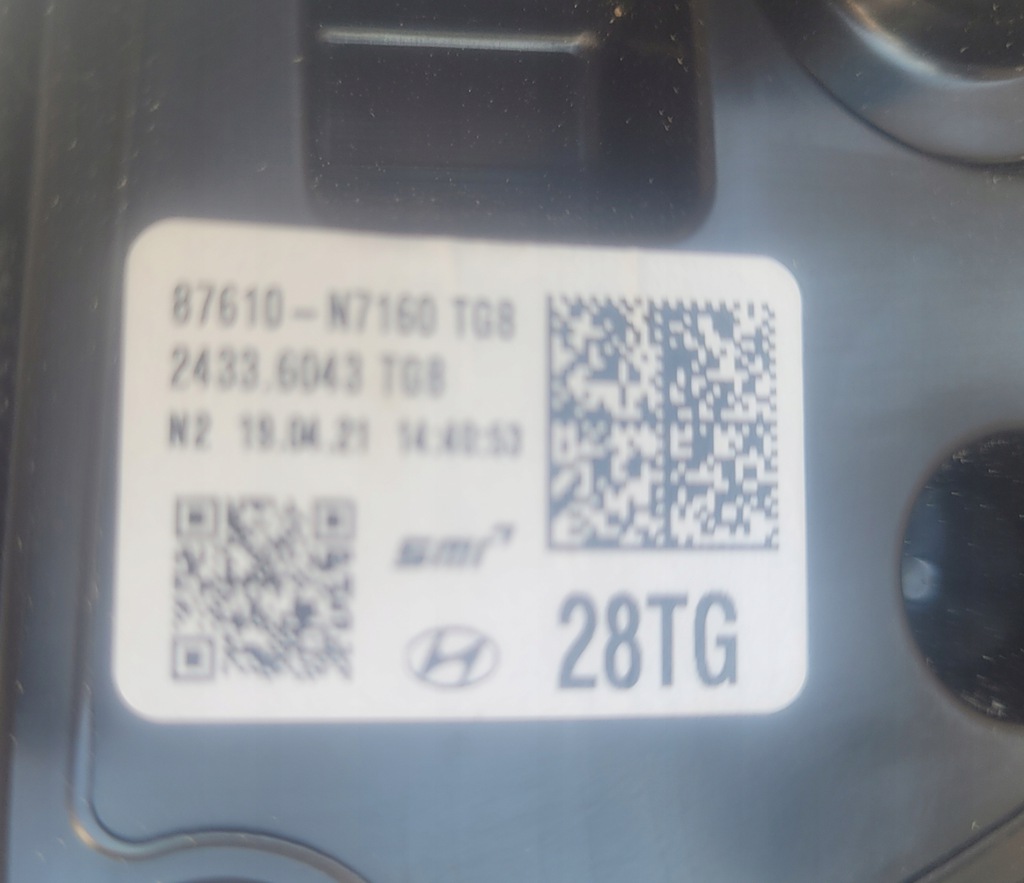 87610-N7160 TG8
2433.6043 TG8
N2 19.04.21 14:40:53
smr
28TG